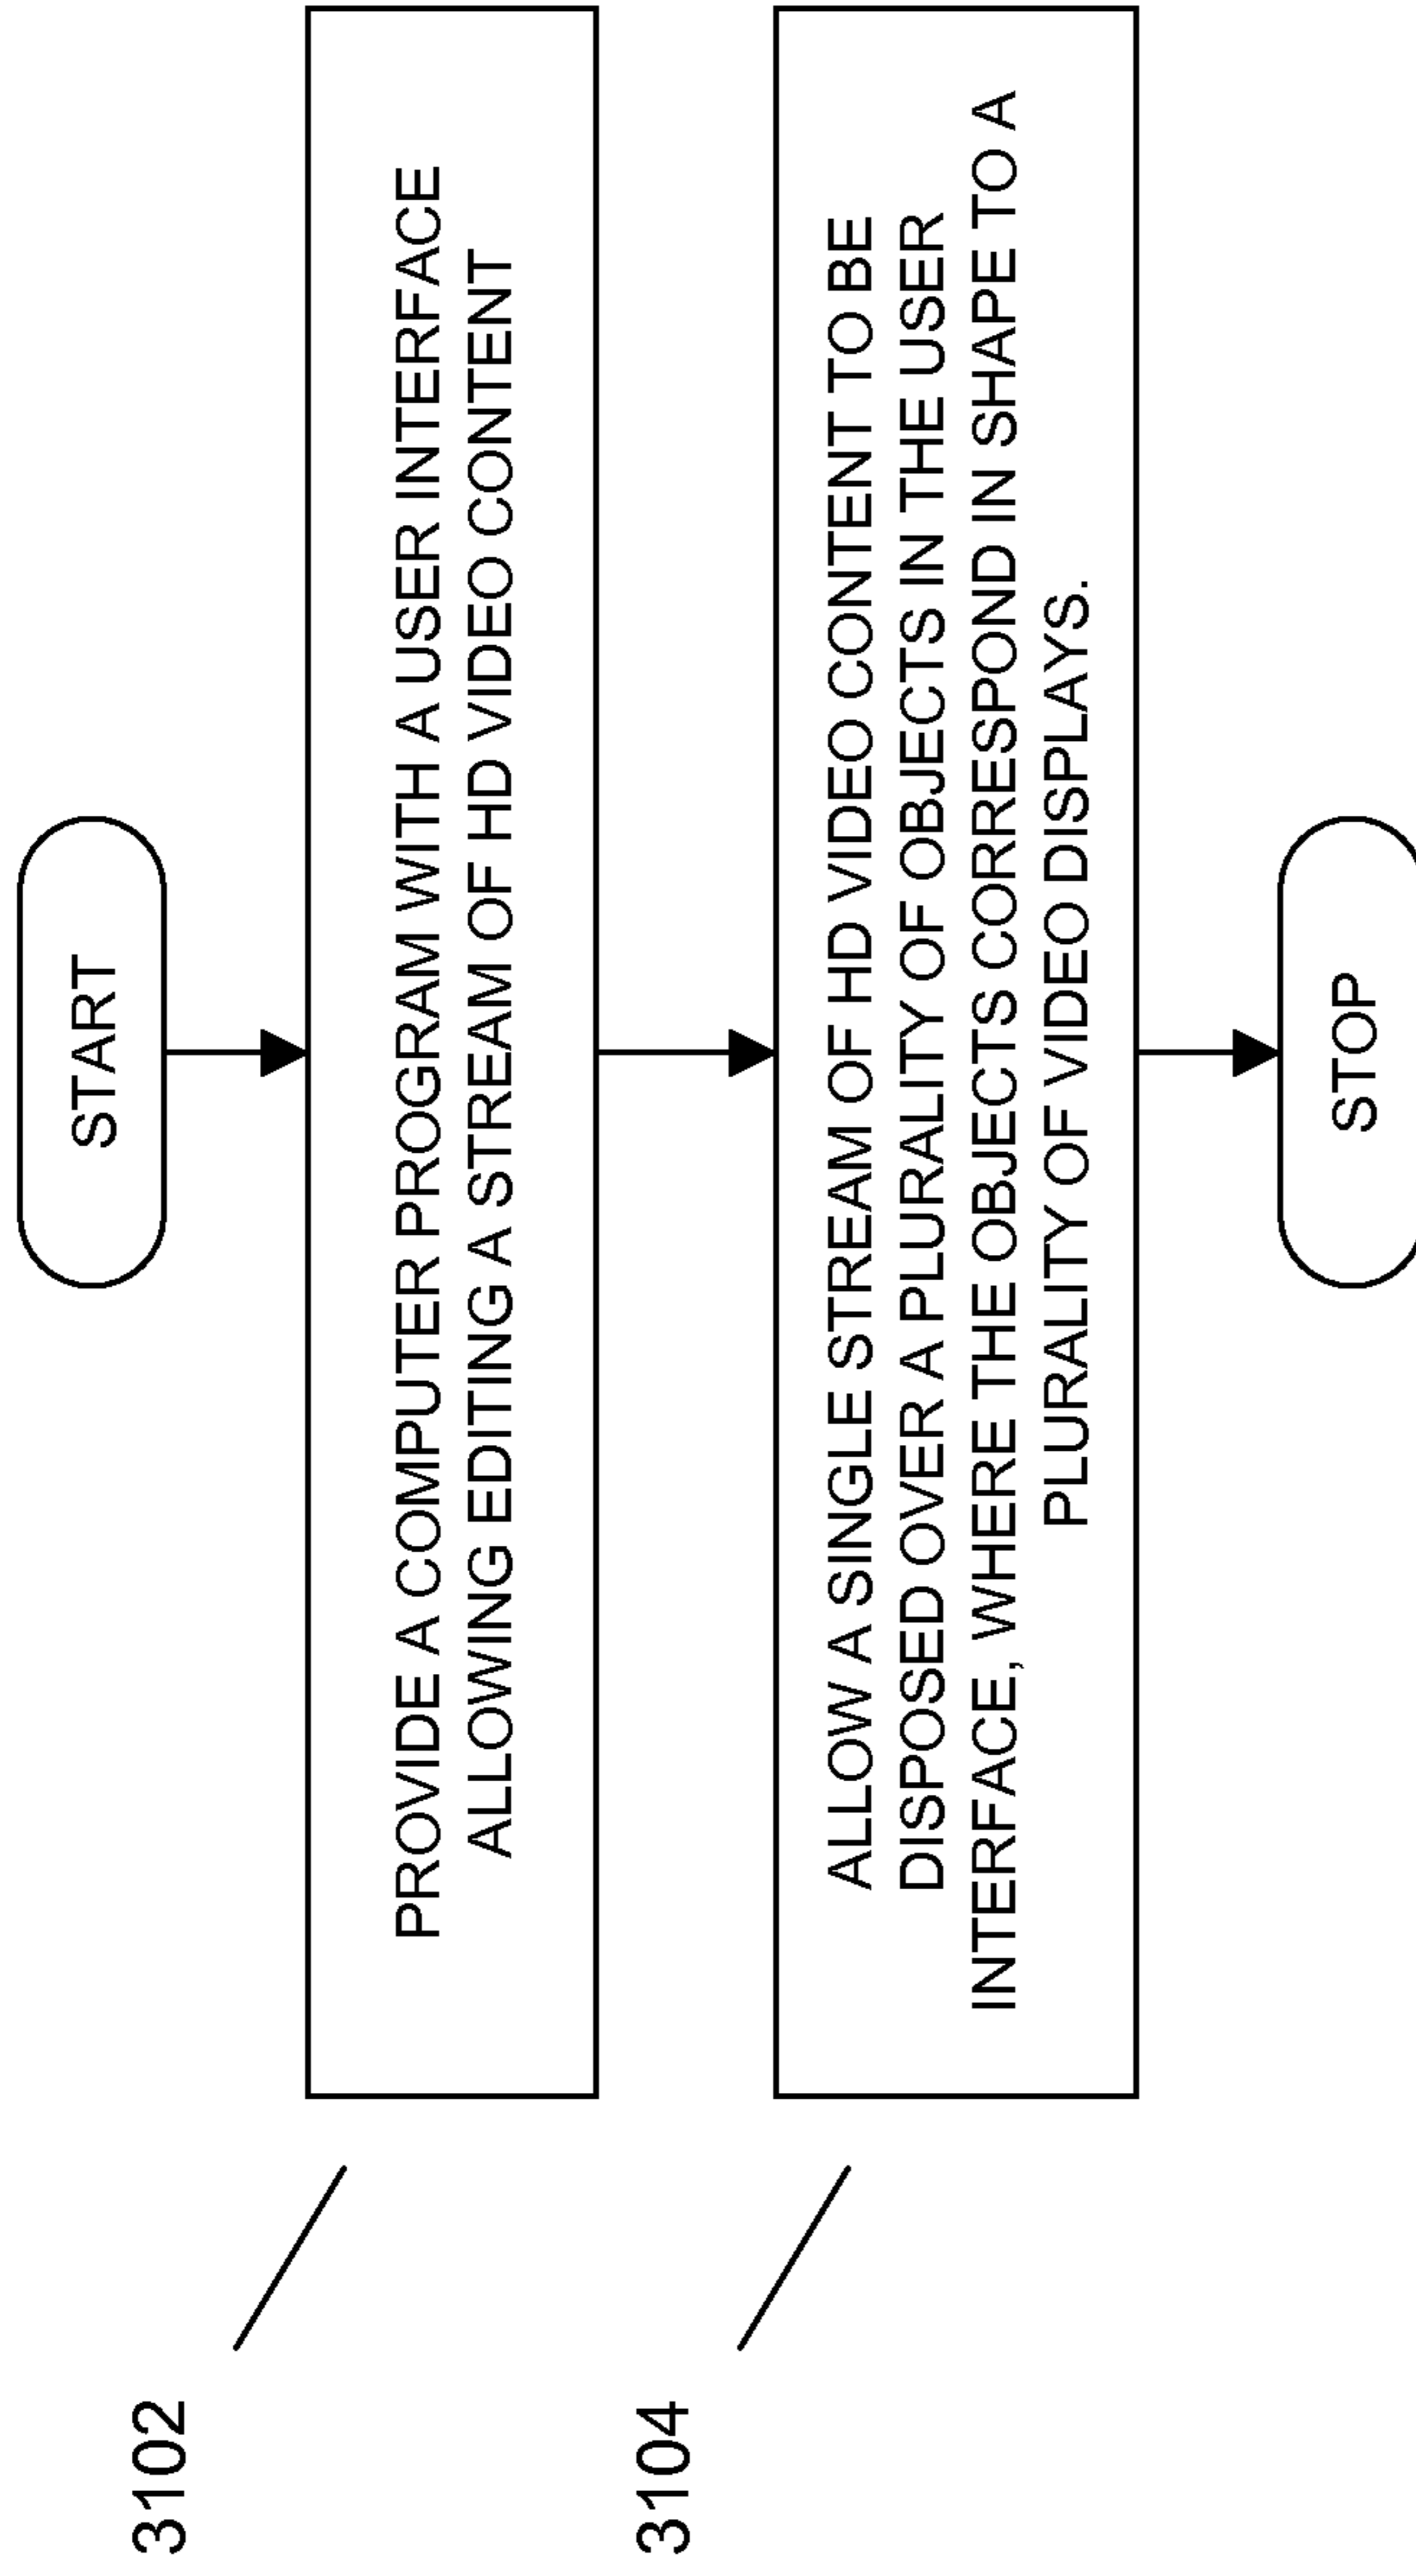 START
3102
PROVIDE A COMPUTER PROGRAM WITH A USER INTERFACE
ALLOWING EDITING A STREAM OF HD VIDEO CONTENT
3104
ALLOW A SINGLE STREAM OF HD VIDEO CONTENT TO BE
DISPOSED OVER A PLURALITY OF OBJECTS IN THE USER
INTERFACE, WHERE THE OBJECTS CORRESPOND IN SHAPE TO A
PLURALITY OF VIDEO DISPLAYS.
STOP